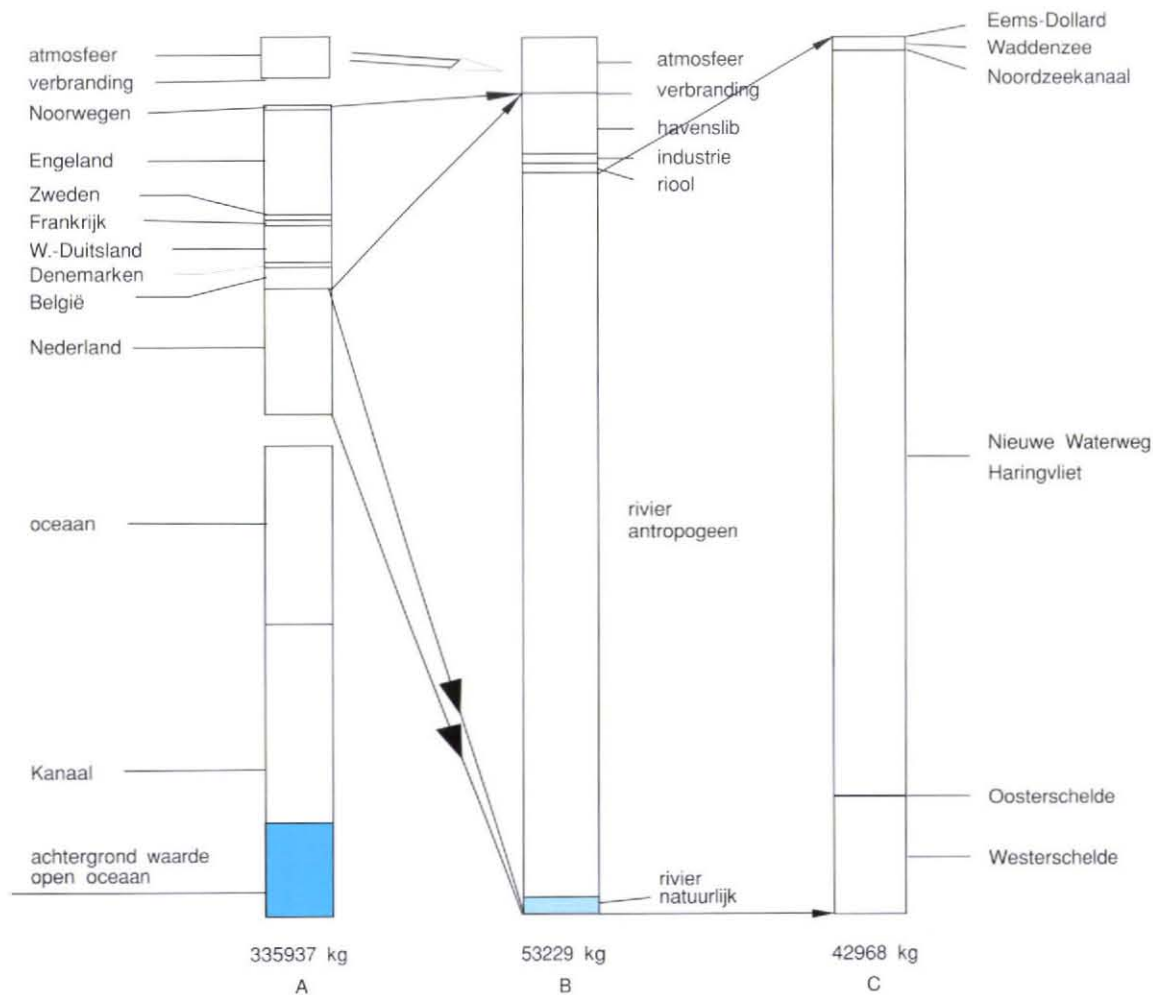 atmosfeer
verbranding
Noorwegen
Engeland
Zweden
Frankrijk
W.-Duitsland
Denemarken
België
Nederland
oceaan
Kanaal
achtergrond waarde
open oceaan
335937 kg
A
atmosfeer
verbranding
havenslib
industrie
riool
rivier
antropogeen
rivier
natuurlijk
53229 kg
B
Eems-Dollard
Waddenzee
Noordzeekanaal
Nieuwe Waterweg
Haringvliet
Oosterschelde
Westerschelde
42968 kg
C